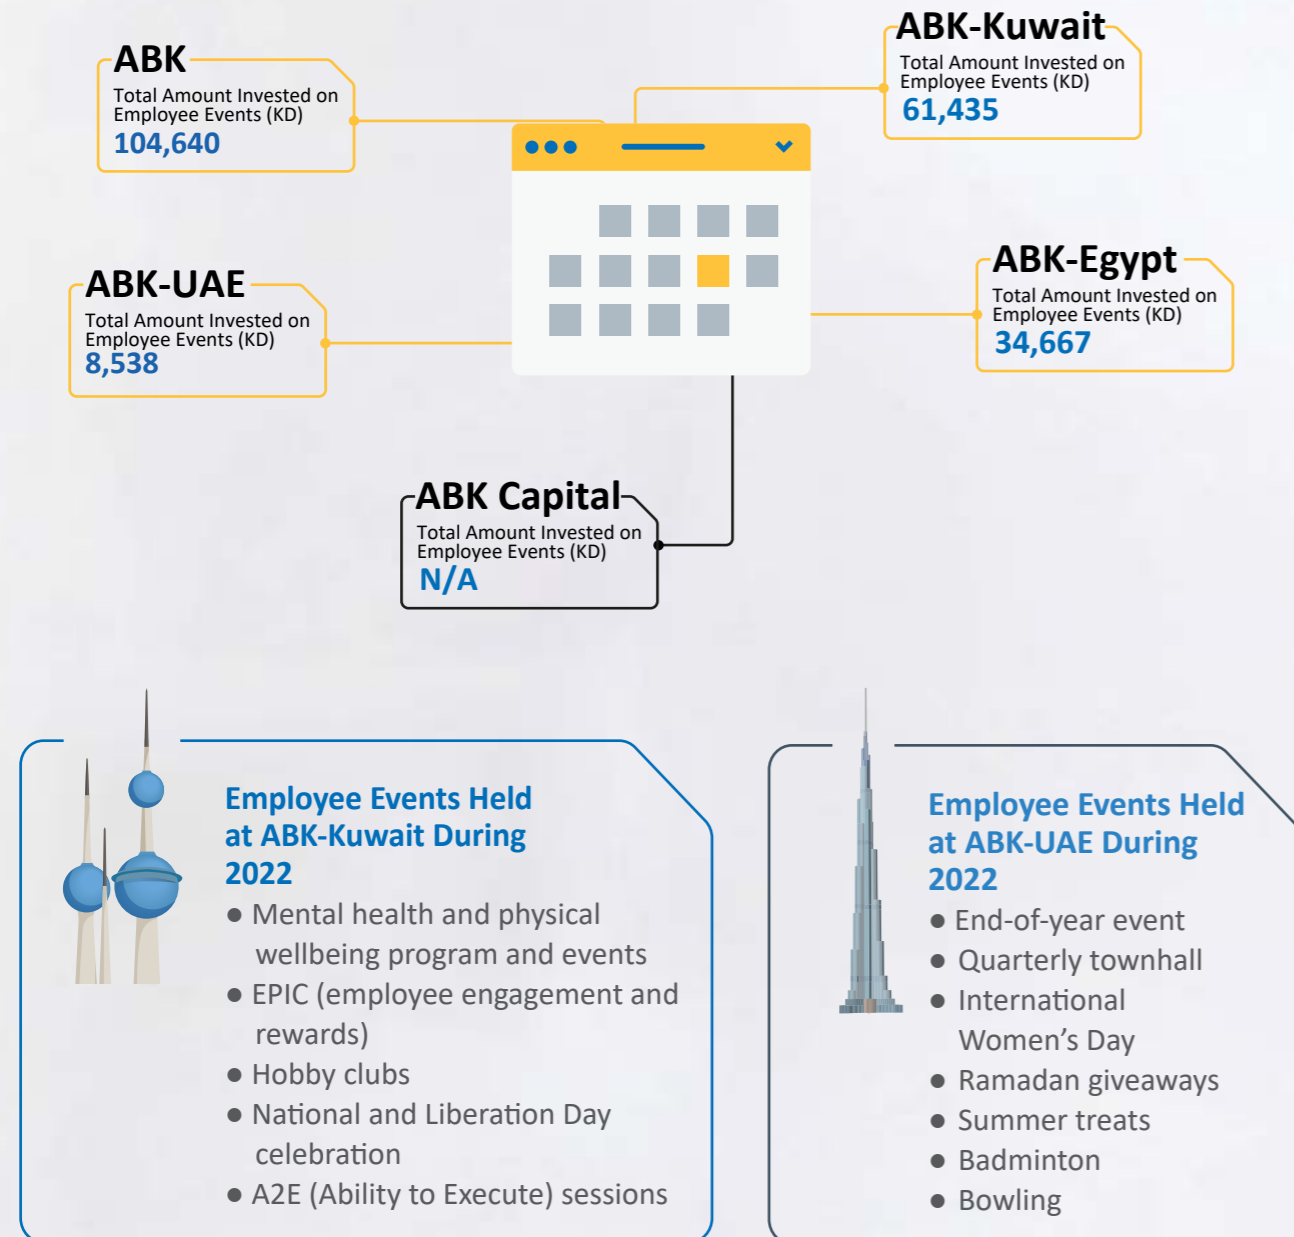 ABK
Total Amount Invested on
Employee Events (KD)
104,640
ABK-Kuwait
Total Amount Invested on
Employee Events (KD)
61,435
ABK-UAE
Total Amount Invested on
Employee Events (KD)
8,538
ABK-Egypt
Total Amount Invested on
Employee Events (KD)
34,667
ABK Capital
Total Amount Invested on
Employee Events (KD)
N/A
Employee Events Held
at ABK-Kuwait During
2022
● Mental health and physical
wellbeing program and events
● EPIC (employee engagement and
rewards)
● Hobby clubs
● National and Liberation Day
celebration
● A2E (Ability to Execute) sessions
Employee Events Held
at ABK-UAE During
2022
● End-of-year event
● Quarterly townhall
● International
Women’s Day
● Ramadan giveaways
● Summer treats
● Badminton
● Bowling